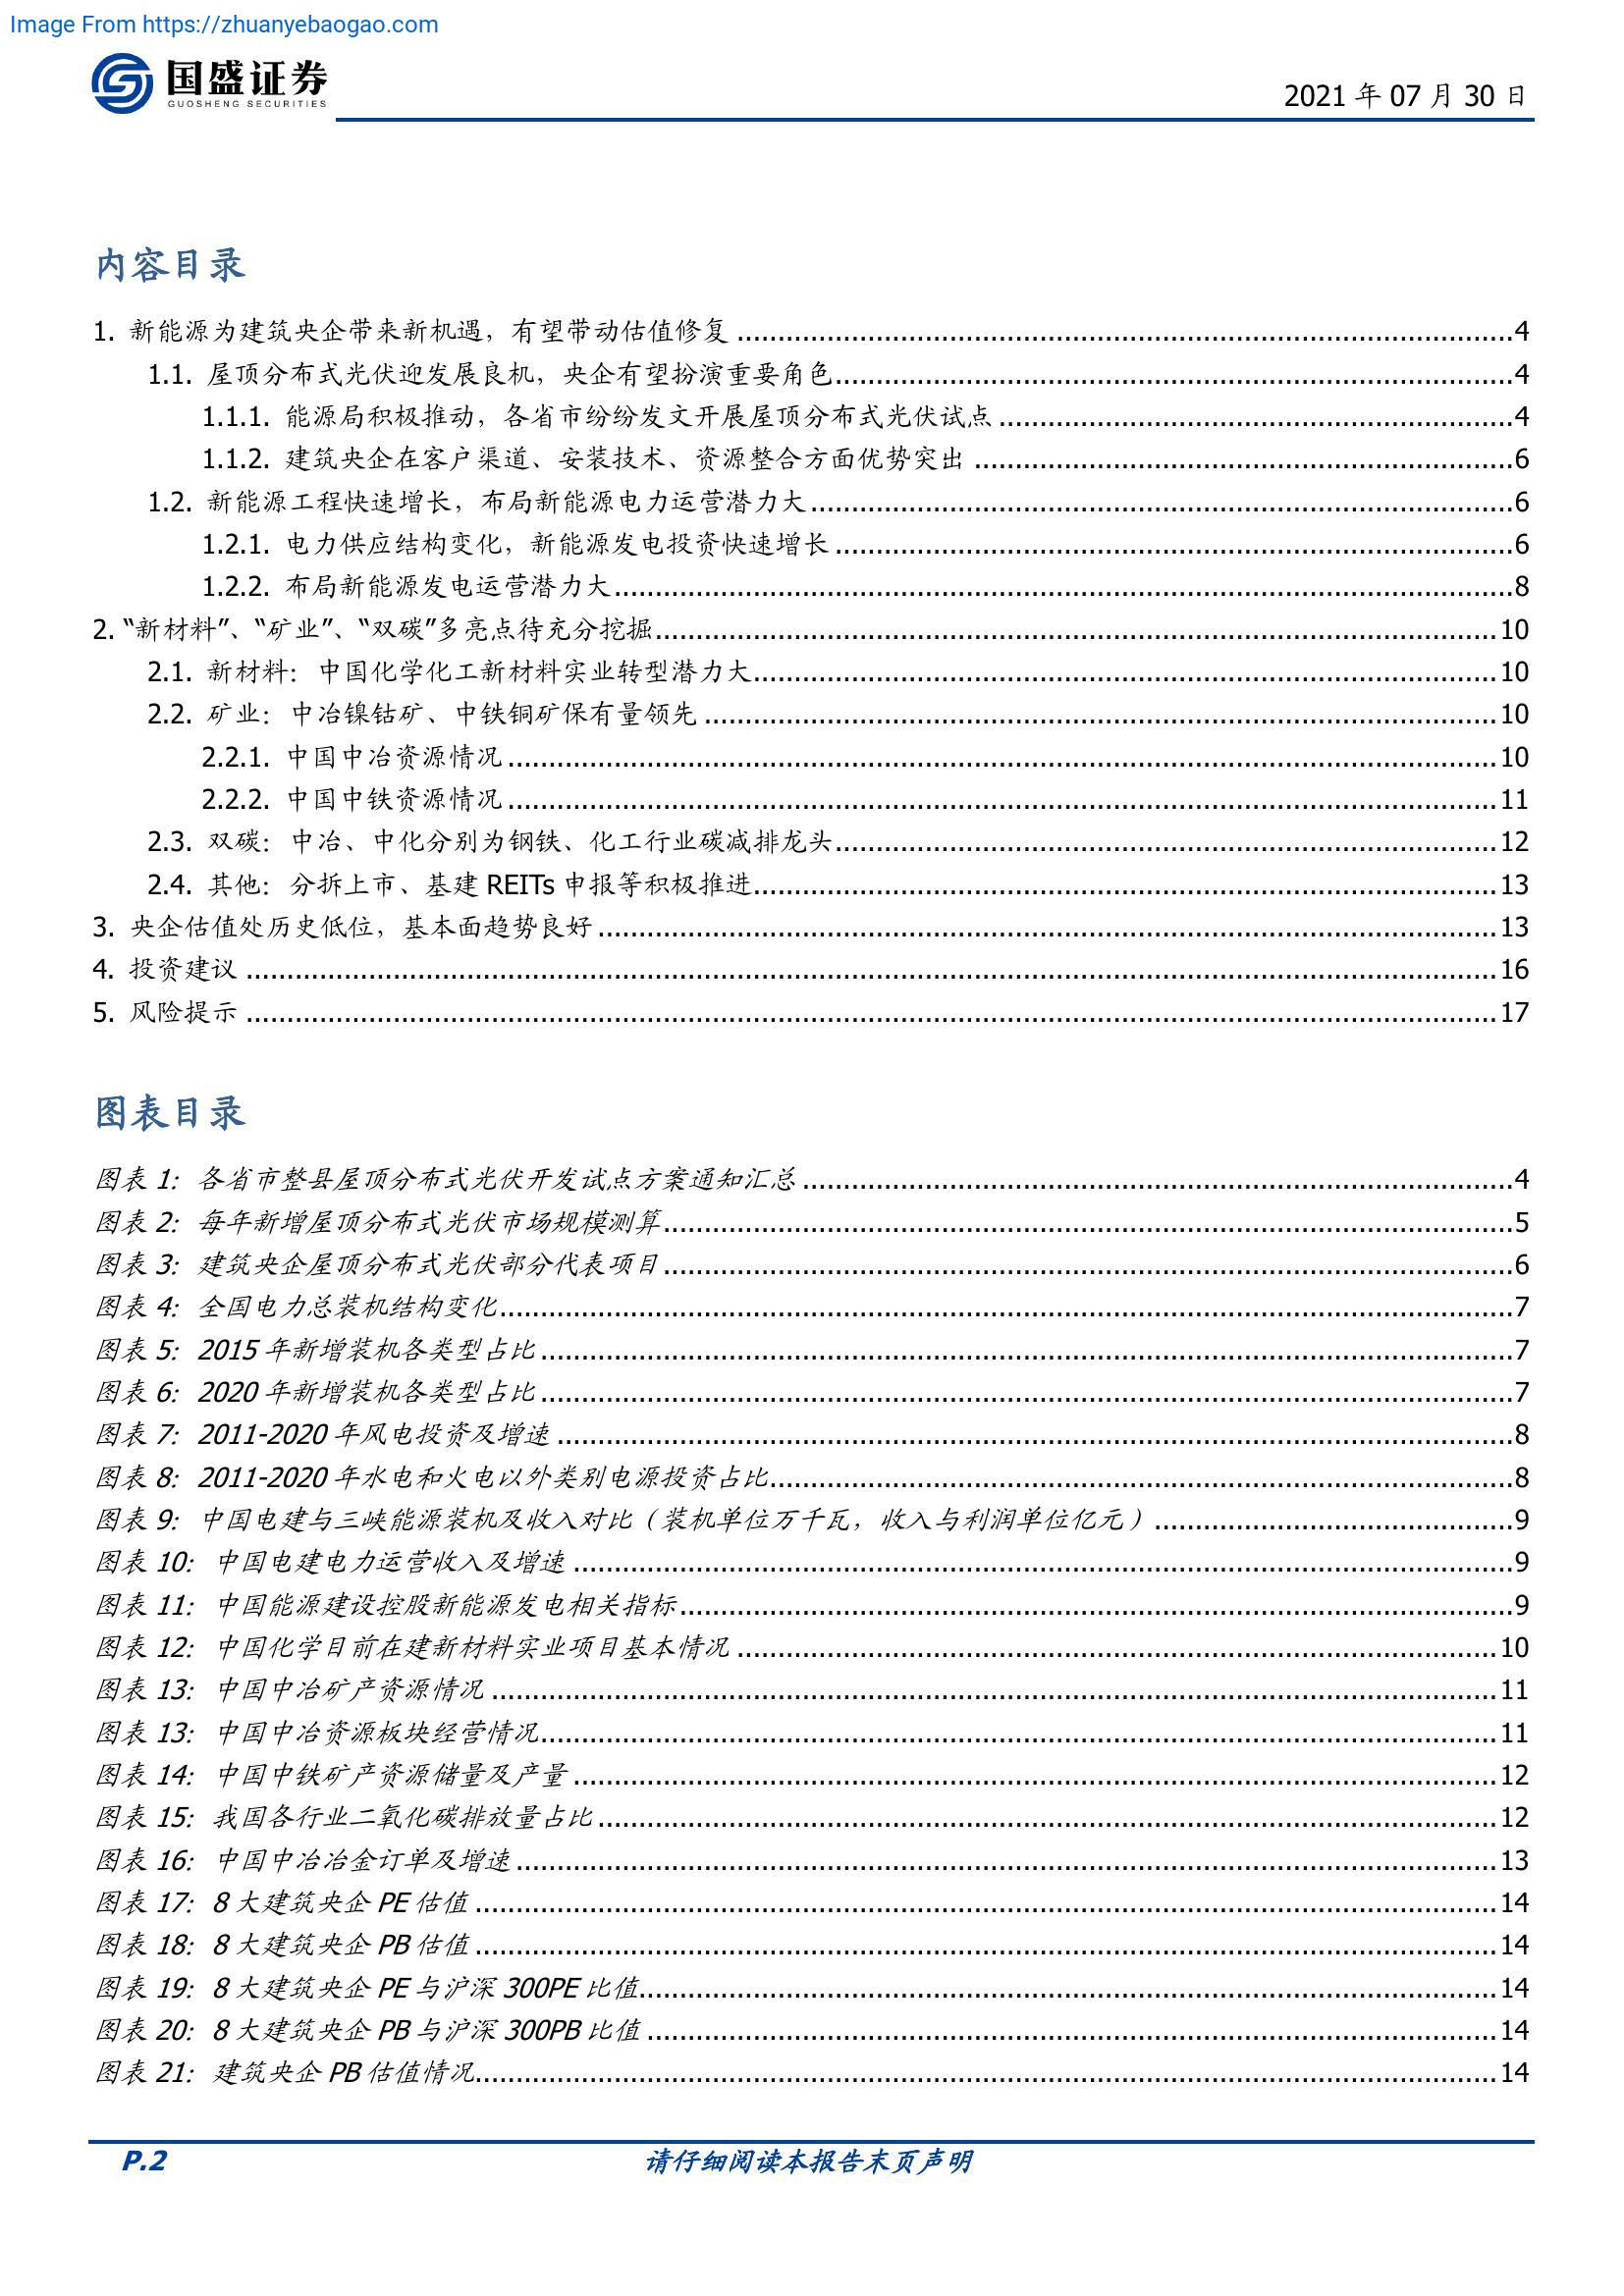 Image From https://zhuanyebaogao.com
国盛证券
GUOSHENG SECURITIES
2021 年 07 月 30 日
内容目录
1. 新能源为建筑央企带来新机遇，有望带动估值修复 ........ 4
1.1. 屋顶分布式光伏迎发展良机，央企有望扮演重要角色 ........ 4
1.1.1. 能源局积极推动，各省市纷纷发文开展屋顶分布式光伏试点 ........ 4
1.1.2. 建筑央企在客户渠道、安装技术、资源整合方面优势突出 ........ 6
1.2. 新能源工程快速增长，布局新能源电力运营潜力大 ........ 6
1.2.1. 电力供应结构变化，新能源发电投资快速增长 ........ 6
1.2.2. 布局新能源发电运营潜力大 ........ 8
2. “新材料”、“矿业”、“双碳”多亮点待充分挖掘 ........ 10
2.1. 新材料：中国化学化工新材料实业转型潜力大 ........ 10
2.2. 矿业：中冶镍钴矿、中铁铜矿保有量领先 ........ 10
2.2.1. 中国中冶资源情况 ........ 10
2.2.2. 中国中铁资源情况 ........ 11
2.3. 双碳：中冶、中化分别为钢铁、化工行业碳减排龙头 ........ 12
2.4. 其他：分拆上市、基建 REITs 申报等积极推进 ........ 13
3. 央企估值处历史低位，基本面趋势良好 ........ 13
4. 投资建议 ........ 16
5. 风险提示 ........ 17
图表目录
图表 1: 各省市整县屋顶分布式光伏开发试点方案通知汇总 ........ 4
图表 2: 每年新增屋顶分布式光伏市场规模测算 ........ 5
图表 3: 建筑央企屋顶分布式光伏部分代表项目 ........ 6
图表 4: 全国电力总装机结构变化 ........ 7
图表 5: 2015 年新增装机各类型占比 ........ 7
图表 6: 2020 年新增装机各类型占比 ........ 7
图表 7: 2011-2020 年风电投资及增速 ........ 8
图表 8: 2011-2020 年水电和火电以外类别电源投资占比 ........ 8
图表 9: 中国电建与三峡能源装机及收入对比（装机单位万千瓦，收入与利润单位亿元） ........ 9
图表 10: 中国电建电力运营收入及增速 ........ 9
图表 11: 中国能源建设控股新能源发电相关指标 ........ 9
图表 12: 中国化学目前在建新材料实业项目基本情况 ........ 10
图表 13: 中国中冶矿产资源情况 ........ 11
图表 13: 中国中冶资源板块经营情况 ........ 11
图表 14: 中国中铁矿产资源储量及产量 ........ 12
图表 15: 我国各行业二氧化碳排放量占比 ........ 12
图表 16: 中国中冶冶金订单及增速 ........ 13
图表 17: 8 大建筑央企 PE 估值 ........ 14
图表 18: 8 大建筑央企 PB 估值 ........ 14
图表 19: 8 大建筑央企 PE 与沪深 300PE 比值 ........ 14
图表 20: 8 大建筑央企 PB 与沪深 300PB 比值 ........ 14
图表 21: 建筑央企 PB 估值情况 ........ 14
P.2
请仔细阅读本报告末页声明